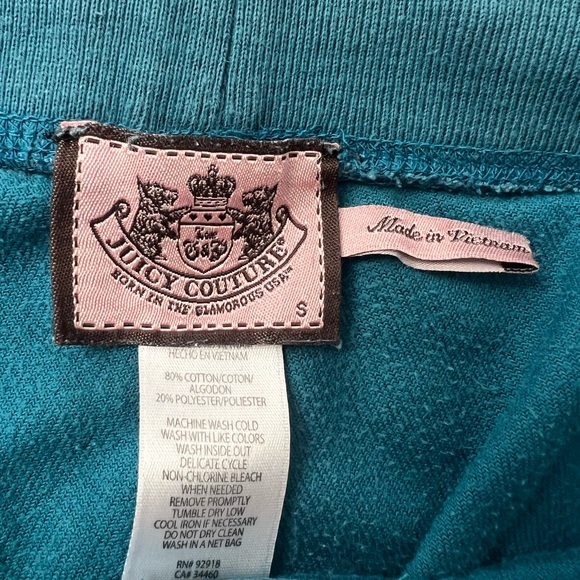 JUICY COUTURE®
BORN IN THE GLAMOROUS USA™
S
Made in Vietnam
HECHO EN VIETNAM
80% COTTON/COTON/
ALGODON
20% POLYESTER/POLIESTER
MACHINE WASH COLD
WASH WITH LIKE COLORS
WASH INSIDE OUT
DELICATE CYCLE
NON-CHLORINE BLEACH
WHEN NEEDED
REMOVE PROMPTLY
TUMBLE DRY LOW
COOL IRON IF NECESSARY
DO NOT DRY CLEAN
WASH IN A NET BAG
RN# 92918
CA# 34460